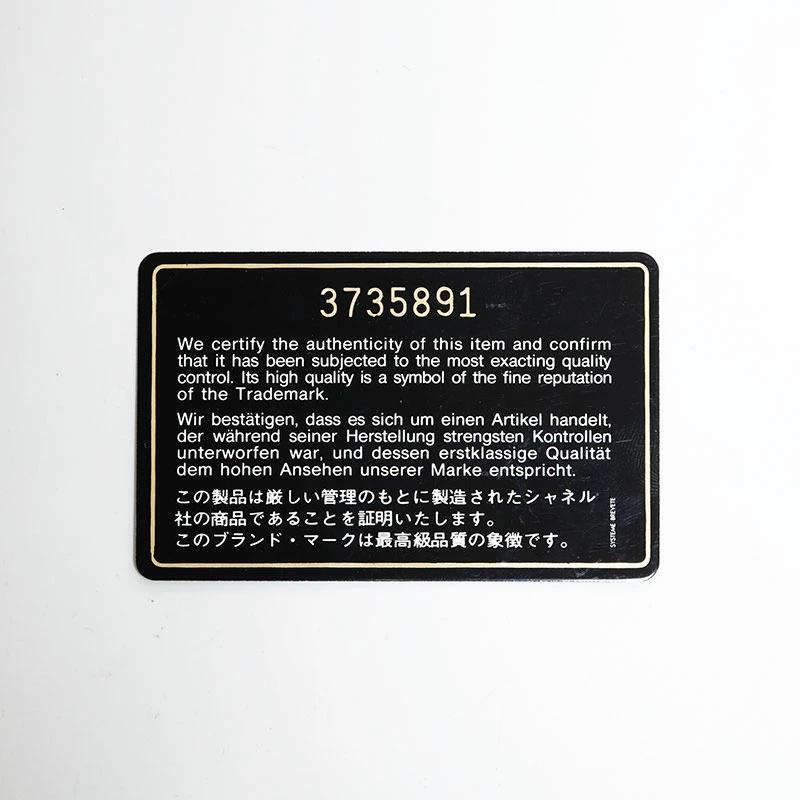 3735891
We certify the authenticity of this item and confirm
that it has been subjected to the most exacting quality
control. Its high quality is a symbol of the fine reputation
of the Trademark.
Wir bestätigen, dass es sich um einen Artikel handelt,
der während seiner Herstellung strengsten Kontrollen
unterworfen war, und dessen erstklassige Qualität
dem hohen Ansehen unserer Marke entspricht.
この製品は厳しい管理のもとに製造されたシャネル
社の商品であることを証明いたします。
このブランド・マークは最高級品質の象徴です。
SYSTEME BREVETE